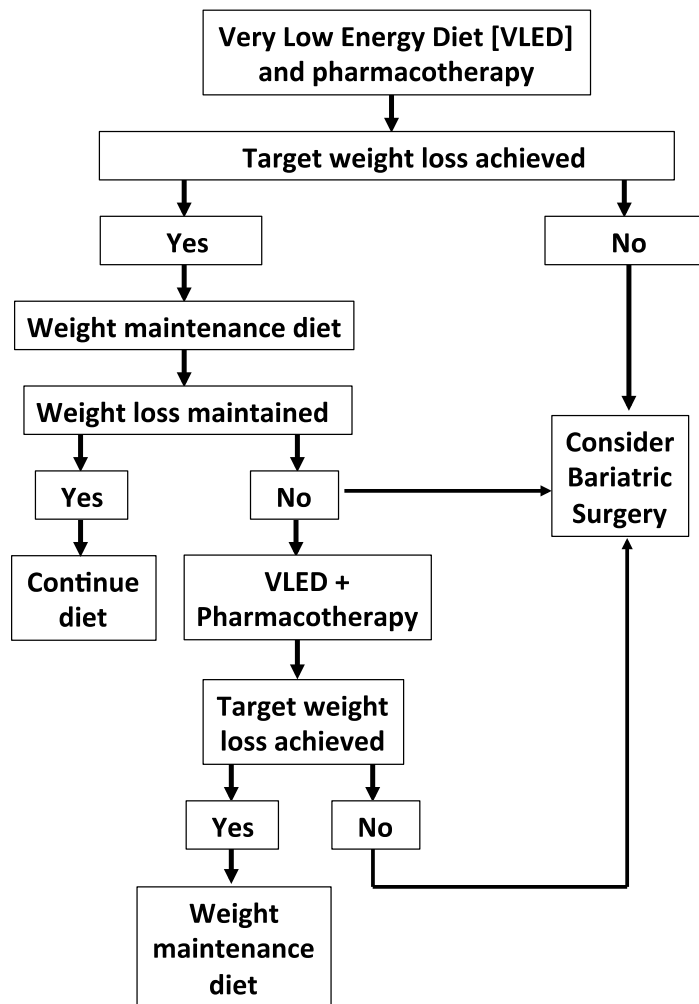 Very Low Energy Diet [VLED]
and pharmacotherapy
Target weight loss achieved
Yes
No
Weight maintenance diet
Weight loss maintained
Consider
Bariatric
Surgery
Yes
No
Continue
diet
VLED +
Pharmacotherapy
Target weight
loss achieved
Yes
No
Weight
maintenance
diet